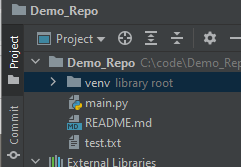 Demo_Repo
Project
Project
Commit
Demo_Repo C:\code\Demo_Rep
venv library root
main.py
README.md
test.txt
External Libraries